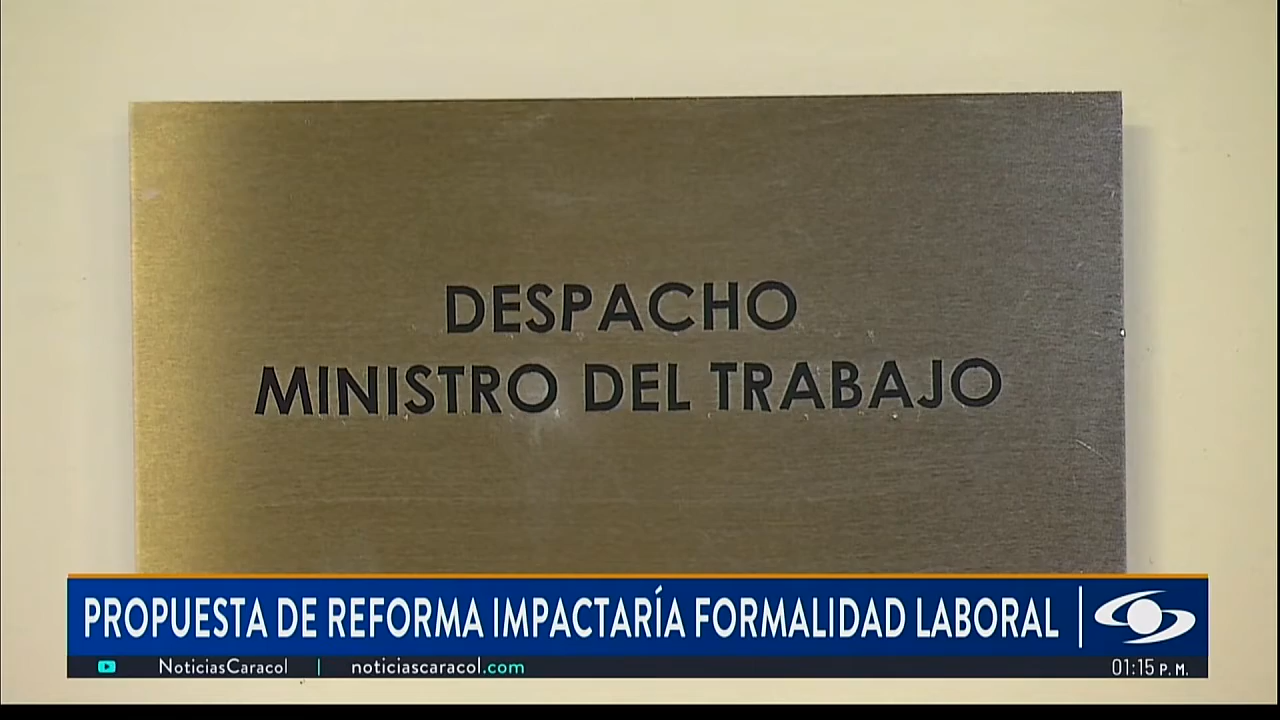 DESPACHO
MINISTRO DEL TRABAJO
PROPUESTA DE REFORMA IMPACTARÍA FORMALIDAD LABORAL
NoticiasCaracol | noticiascaracol.com
01:15 P.M.